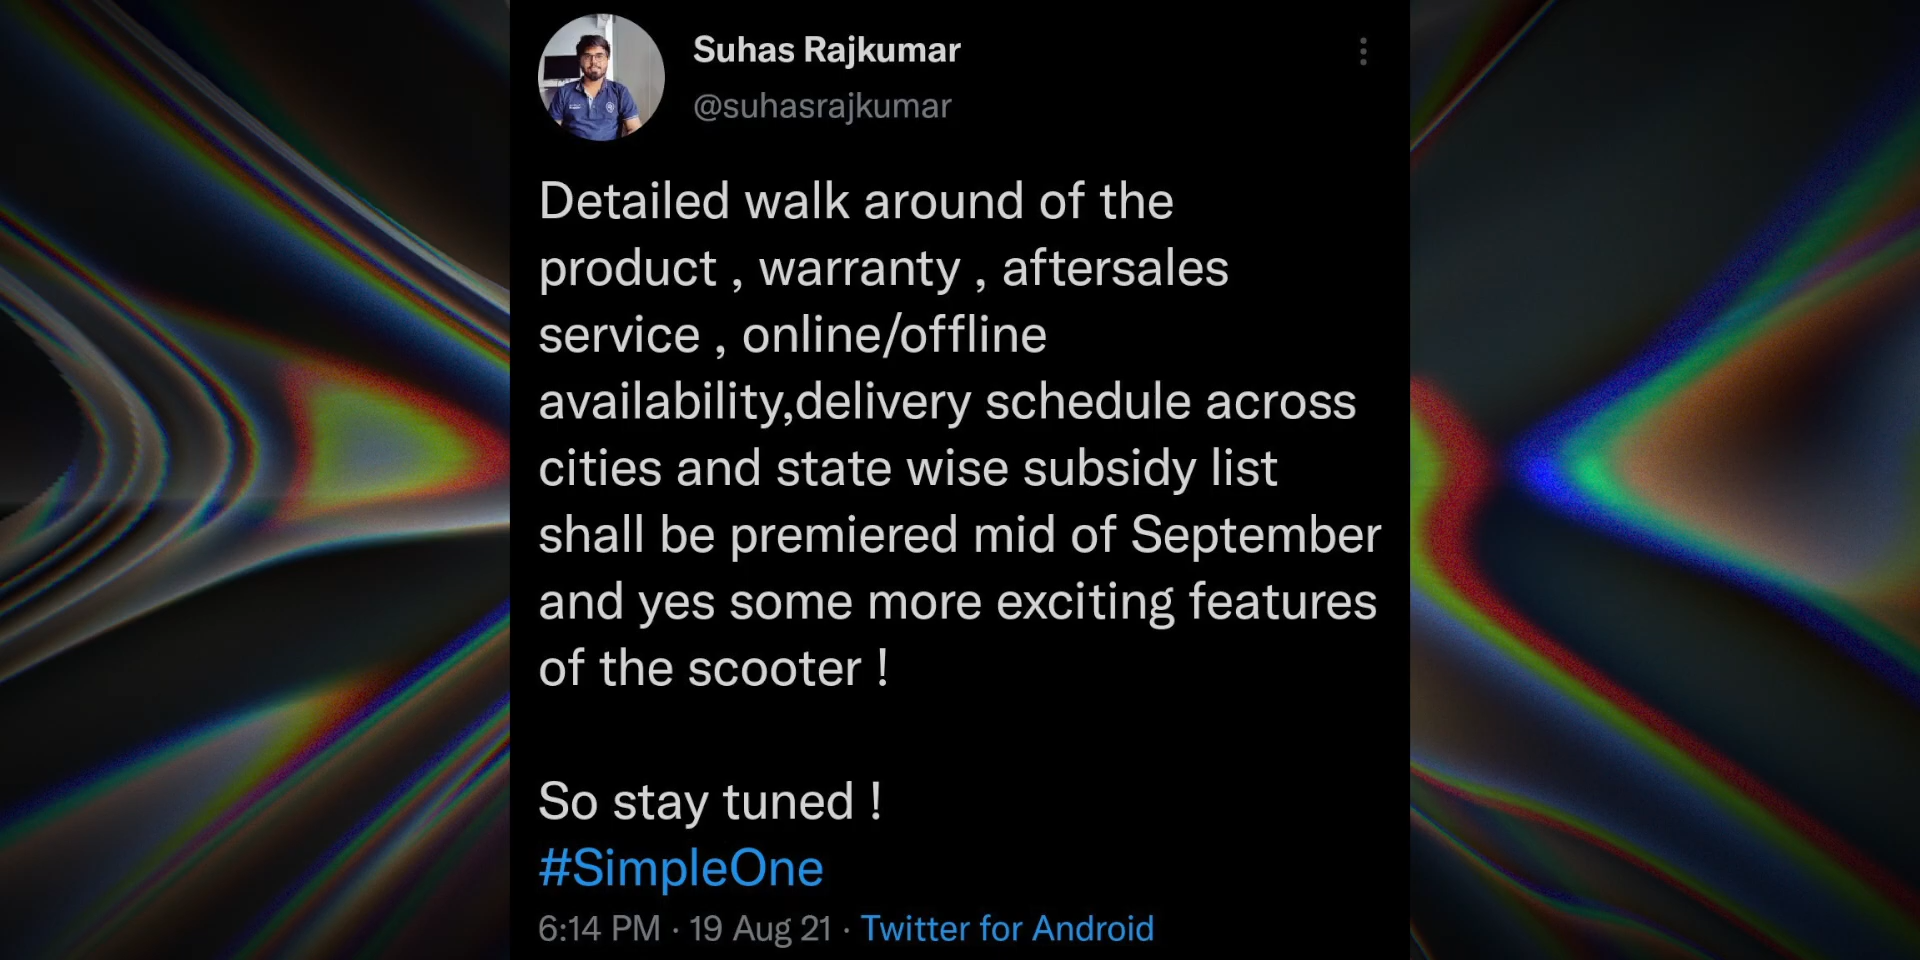 Suhas Rajkumar
@suhasrajkumar
Detailed walk around of the
product , warranty , aftersales
service , online/offline
availability,delivery schedule across
cities and state wise subsidy list
shall be premiered mid of September
and yes some more exciting features
of the scooter !
So stay tuned !
#SimpleOne
6:14 PM · 19 Aug 21 · Twitter for Android